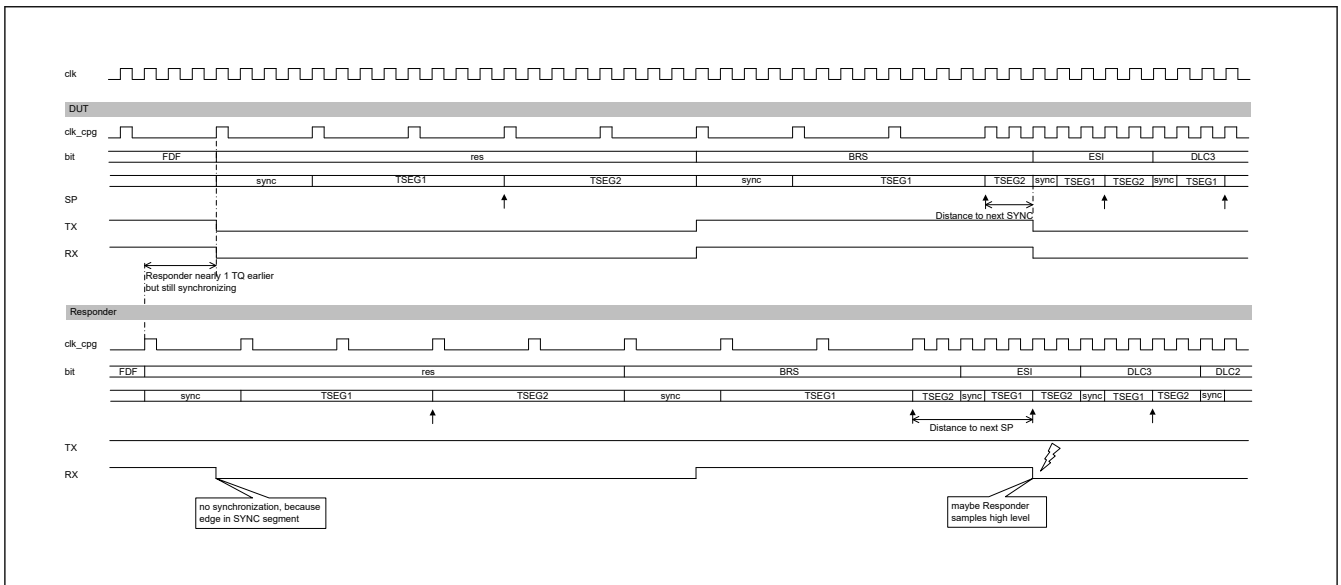 clk
DUT
clk_cpg
bit FDF res BRS ESI DLC3
sync TSEG1 TSEG2 sync TSEG1 TSEG2 sync TSEG1 TSEG2 sync TSEG1
SP
Distance to next SYNC
TX
RX
Responder nearly 1 TQ earlier
but still synchronizing
Responder
clk_cpg
bit FDF res BRS ESI DLC3 DLC2
sync TSEG1 TSEG2 sync TSEG1 TSEG2 sync TSEG1 TSEG2 sync TSEG1 TSEG2 sync
Distance to next SP
TX
RX
no synchronization, because
edge in SYNC segment
maybe Responder
samples high level